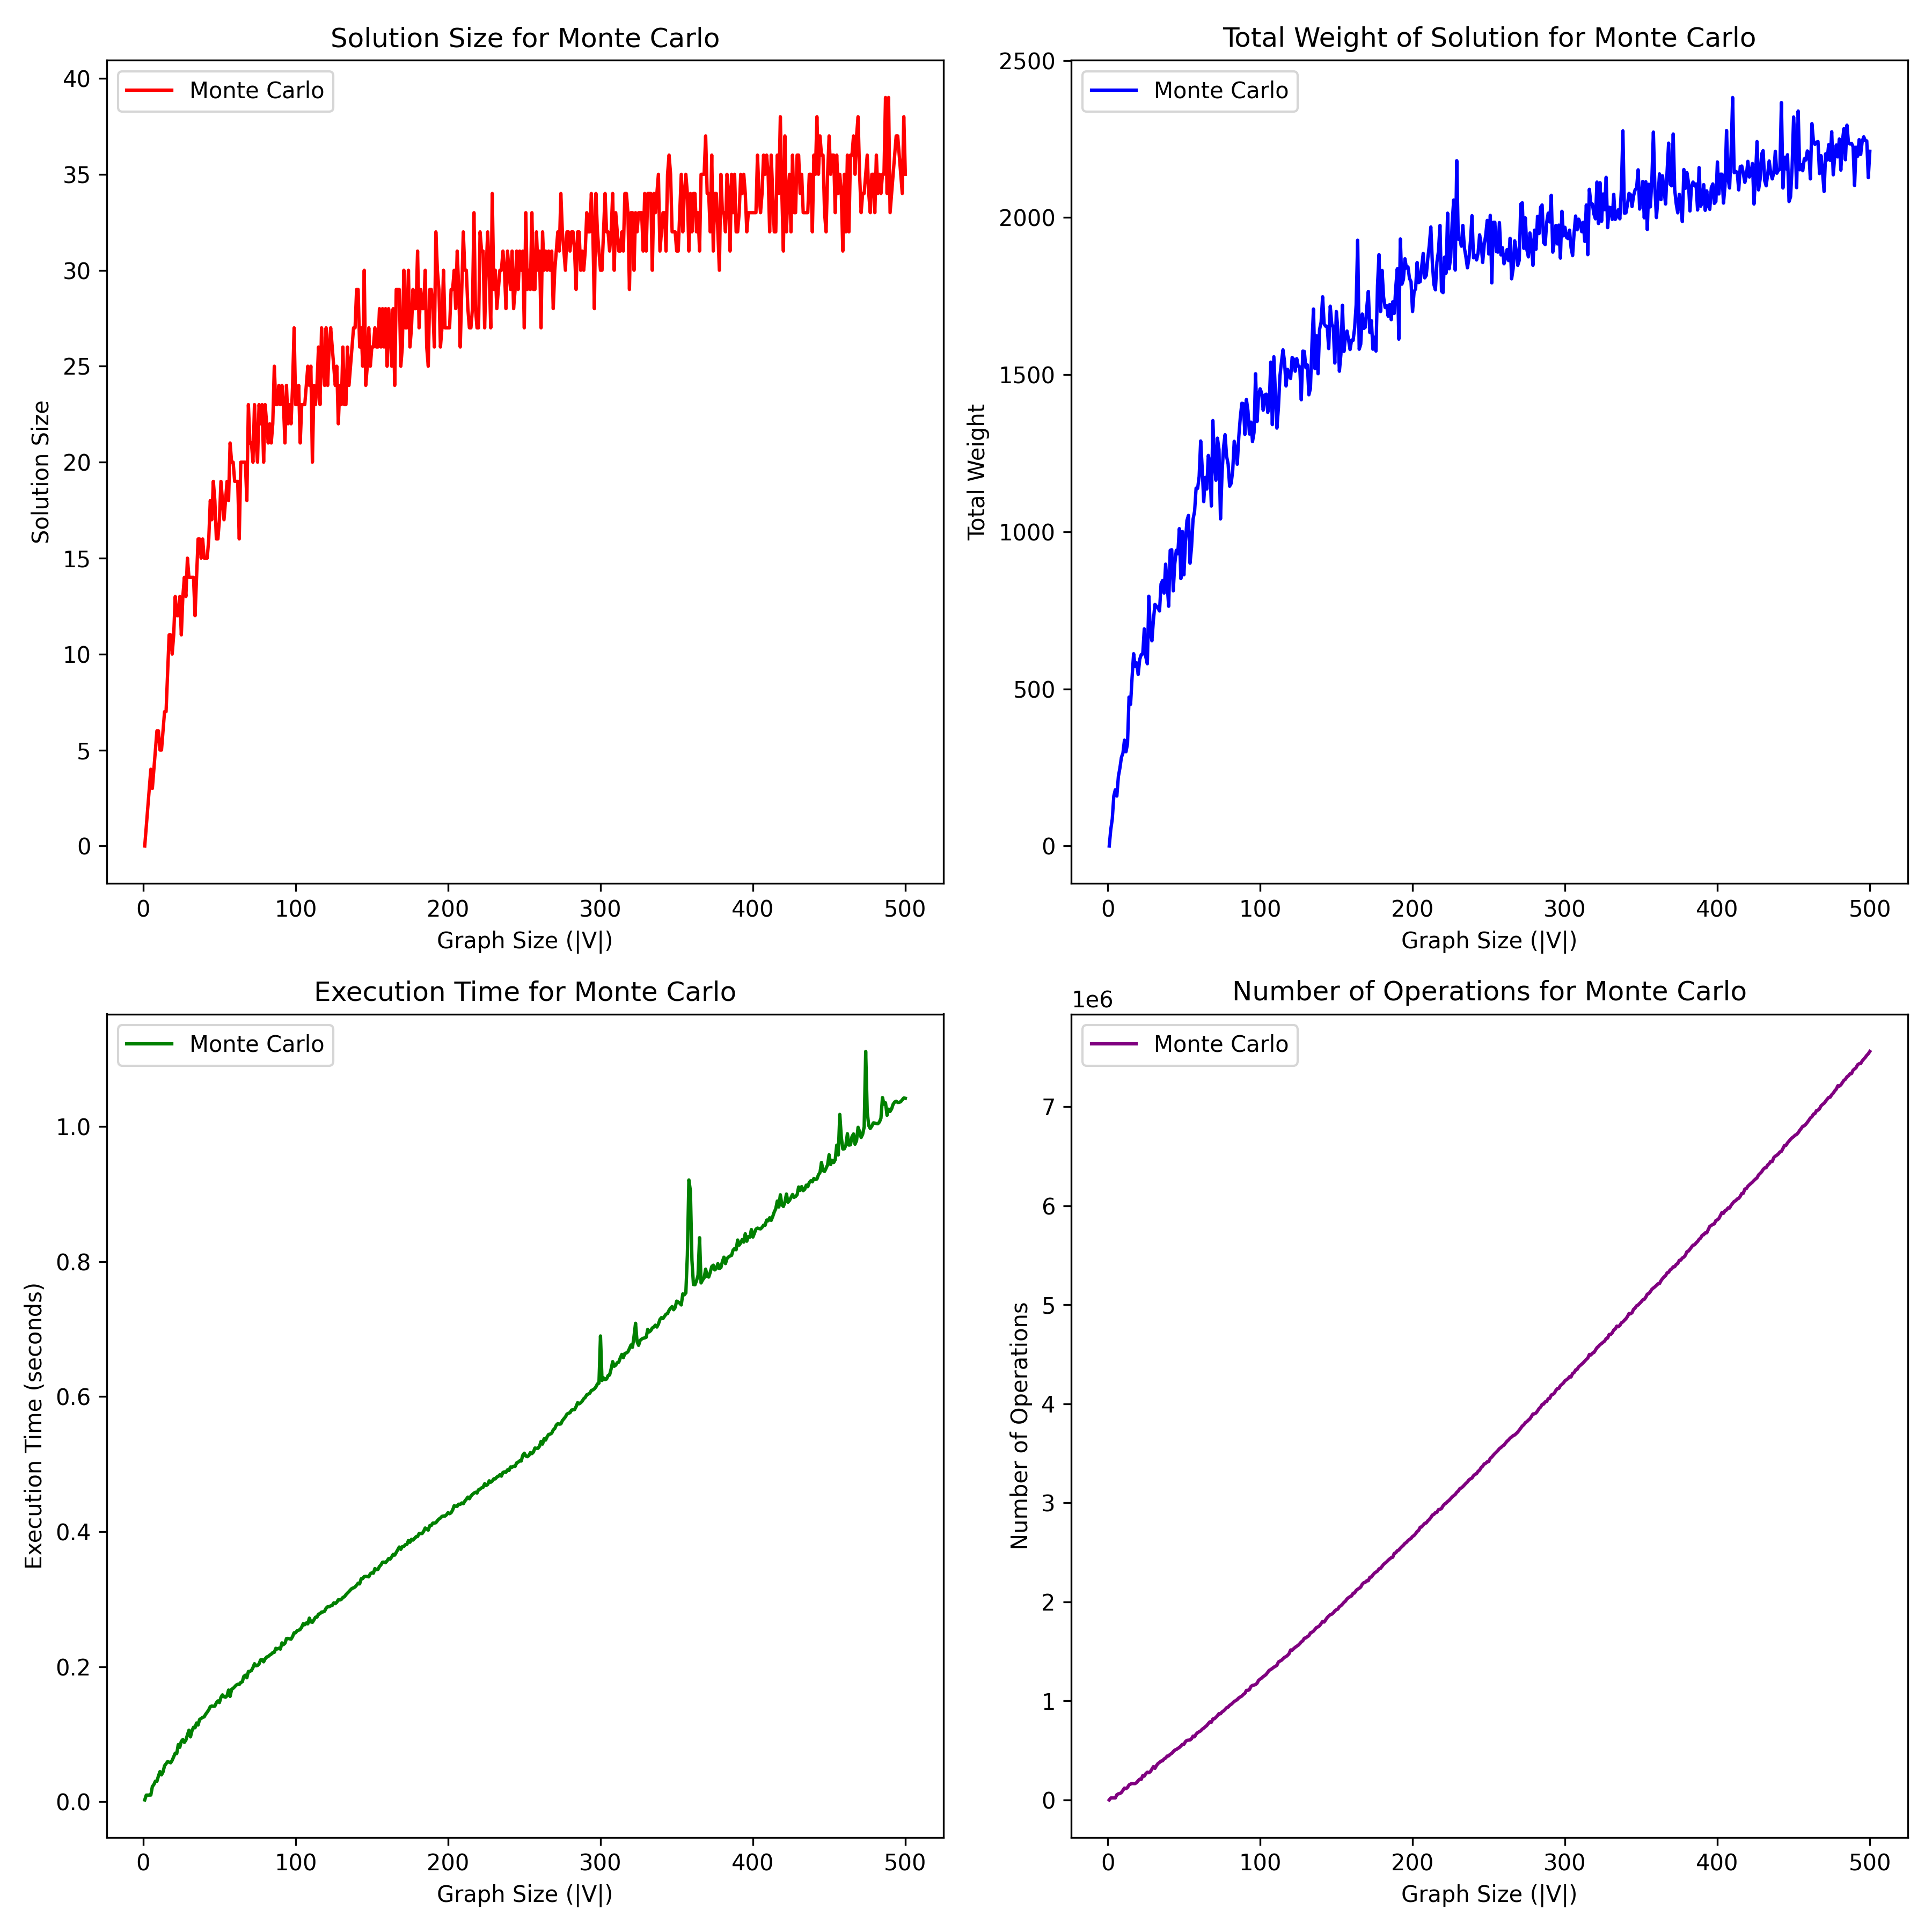 Solution Size for Monte Carlo
Monte Carlo
40
35
30
25
20
15
10
5
0
Solution Size
0 100 200 300 400 500
Graph Size (|V|)
Total Weight of Solution for Monte Carlo
Monte Carlo
2500
2000
1500
1000
500
0
Total Weight
0 100 200 300 400 500
Graph Size (|V|)
Execution Time for Monte Carlo
Monte Carlo
1.0
0.8
0.6
0.4
0.2
0.0
Execution Time (seconds)
0 100 200 300 400 500
Graph Size (|V|)
Number of Operations for Monte Carlo
1e6
Monte Carlo
7
6
5
4
3
2
1
0
Number of Operations
0 100 200 300 400 500
Graph Size (|V|)